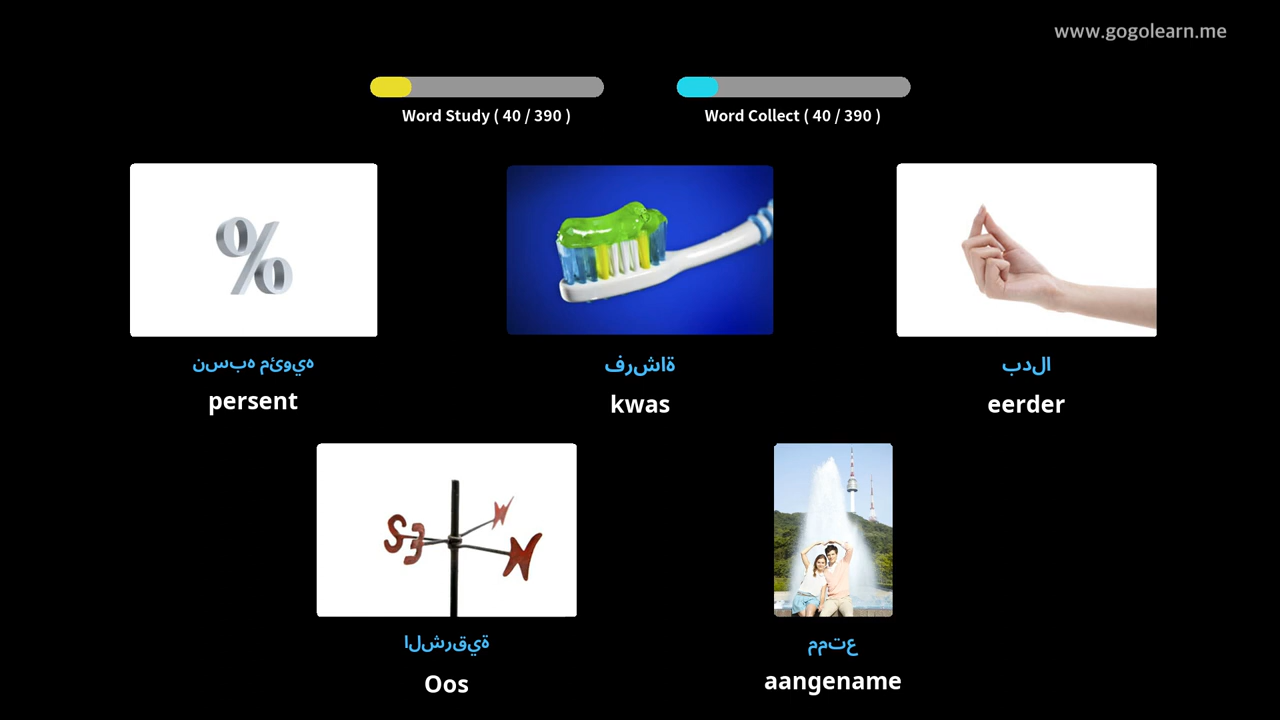 www.gogolearn.me
Word Study ( 40 / 390 )
Word Collect ( 40 / 390 )
نسبه مئويه
persent
فرشاة
kwas
بدلا
eerder
الشرقية
Oos
ممتع
aangename